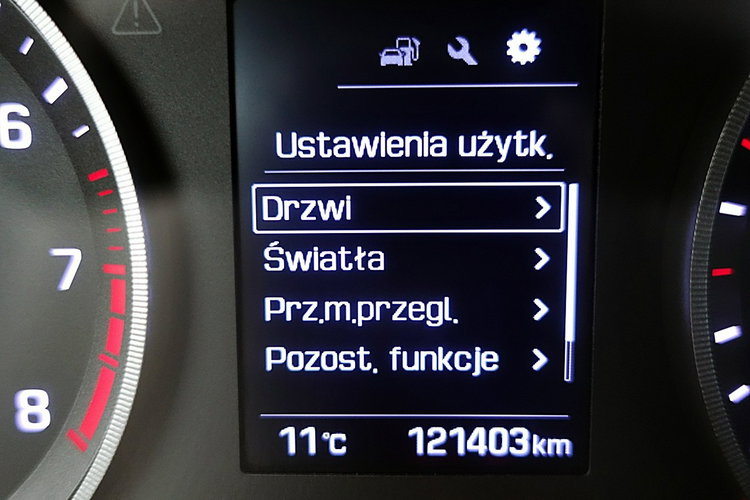 Ustawienia użytk.
Drzwi
Światła
Prz.m.przegl.
Pozost. funkcje
11°C 121403km
6
7
8